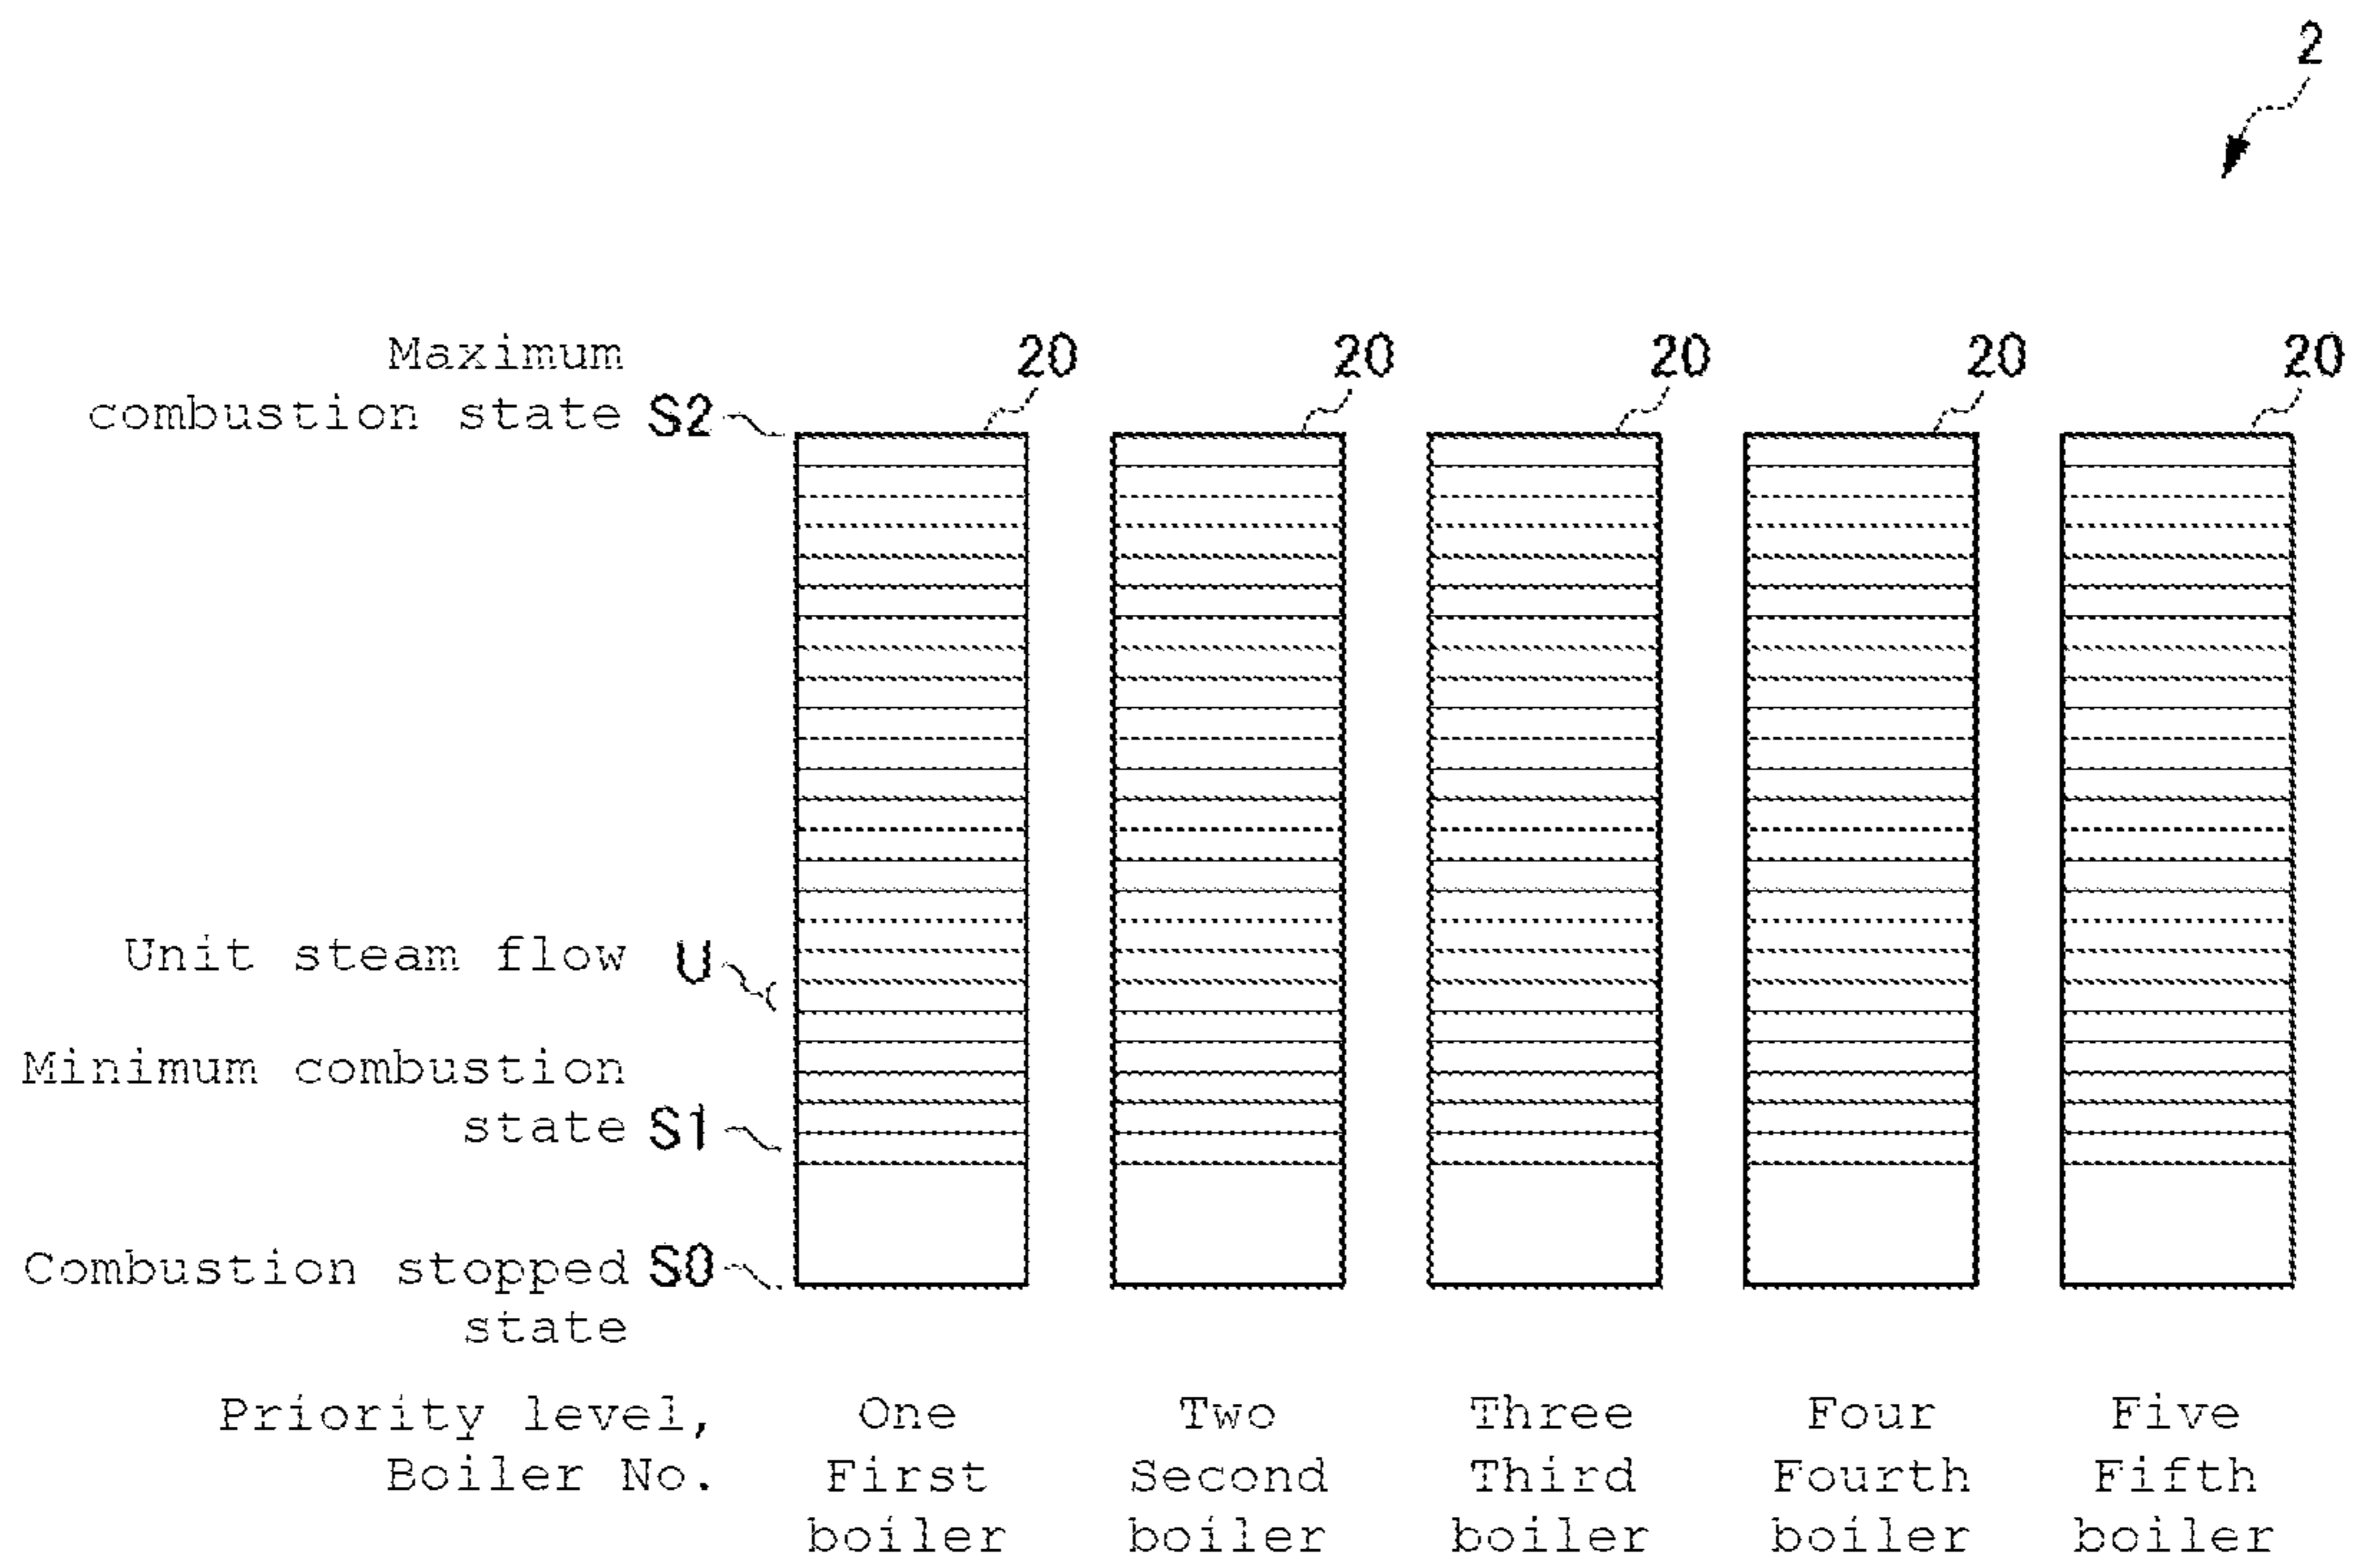 2
Maximum
combustion state S2
20 20 20 20 20
Unit steam flow U
Minimum combustion
state S1
Combustion stopped S0
state
Priority level, One Two Three Four Five
Boiler No. First Second Third Fourth Fifth
boiler boiler boiler boiler boiler